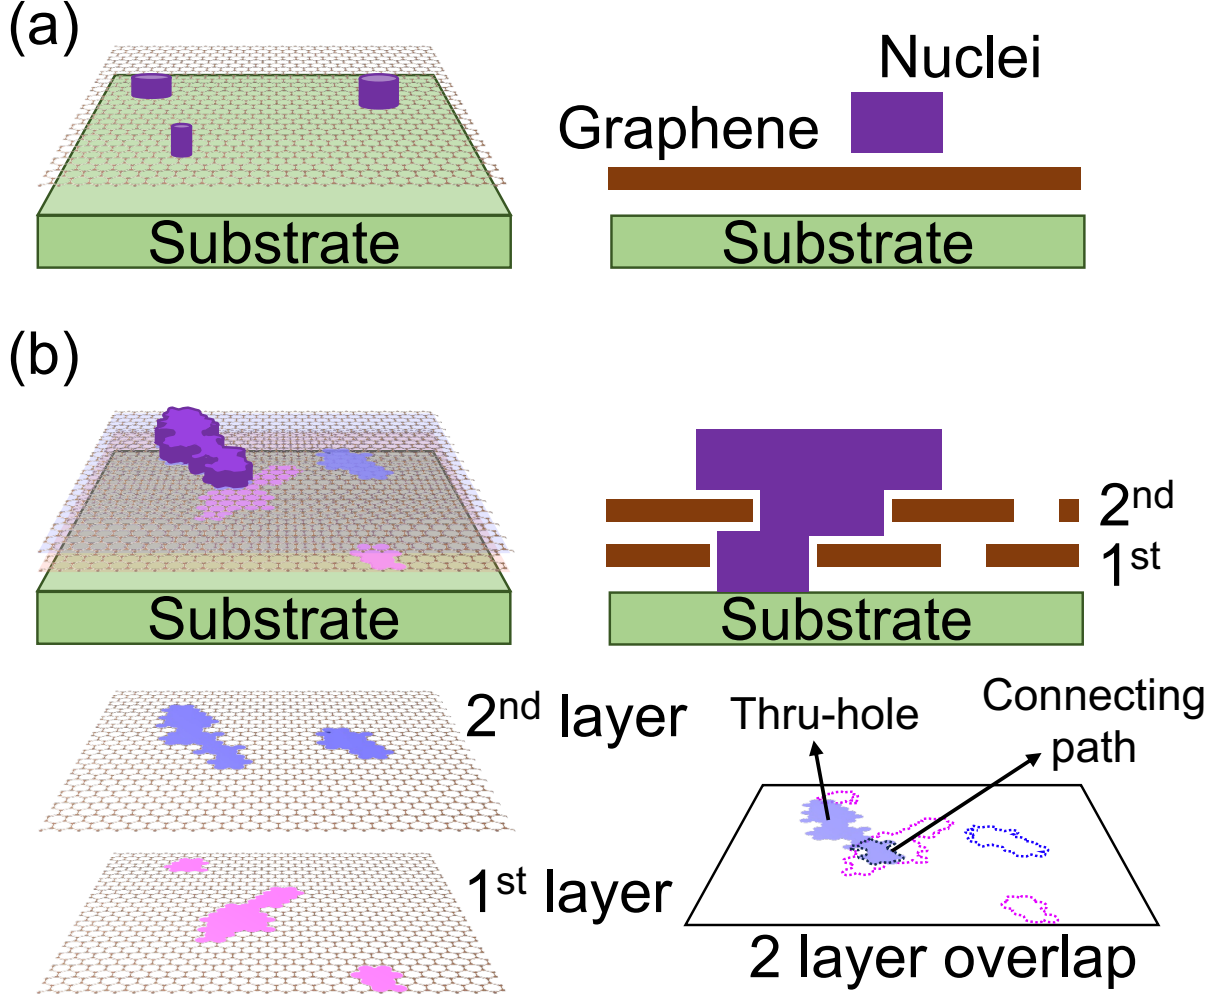 (a)
Nuclei
Graphene
Substrate
Substrate
(b)
2nd
1st
Substrate
Substrate
2nd layer
1st layer
Thru-hole
Connecting
path
2 layer overlap